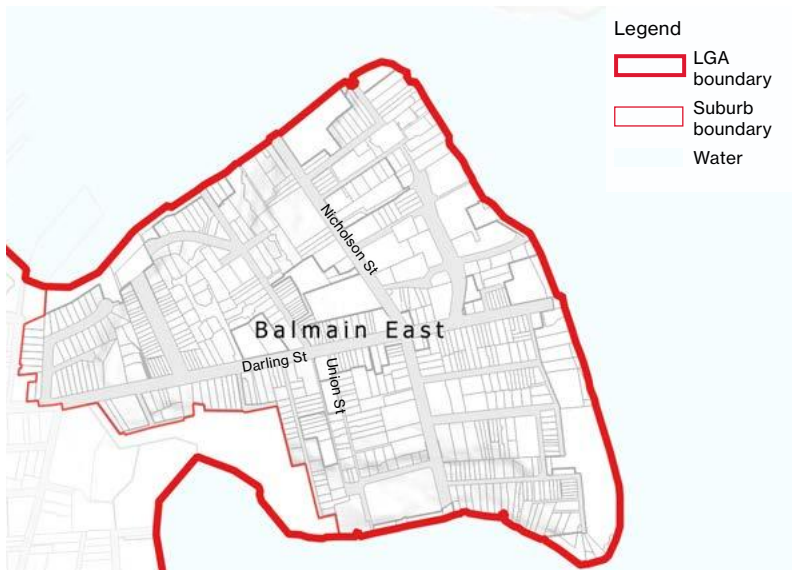 Legend
LGA
boundary
Suburb
boundary
Water
Nicholson St
Balmain East
Darling St
Union St